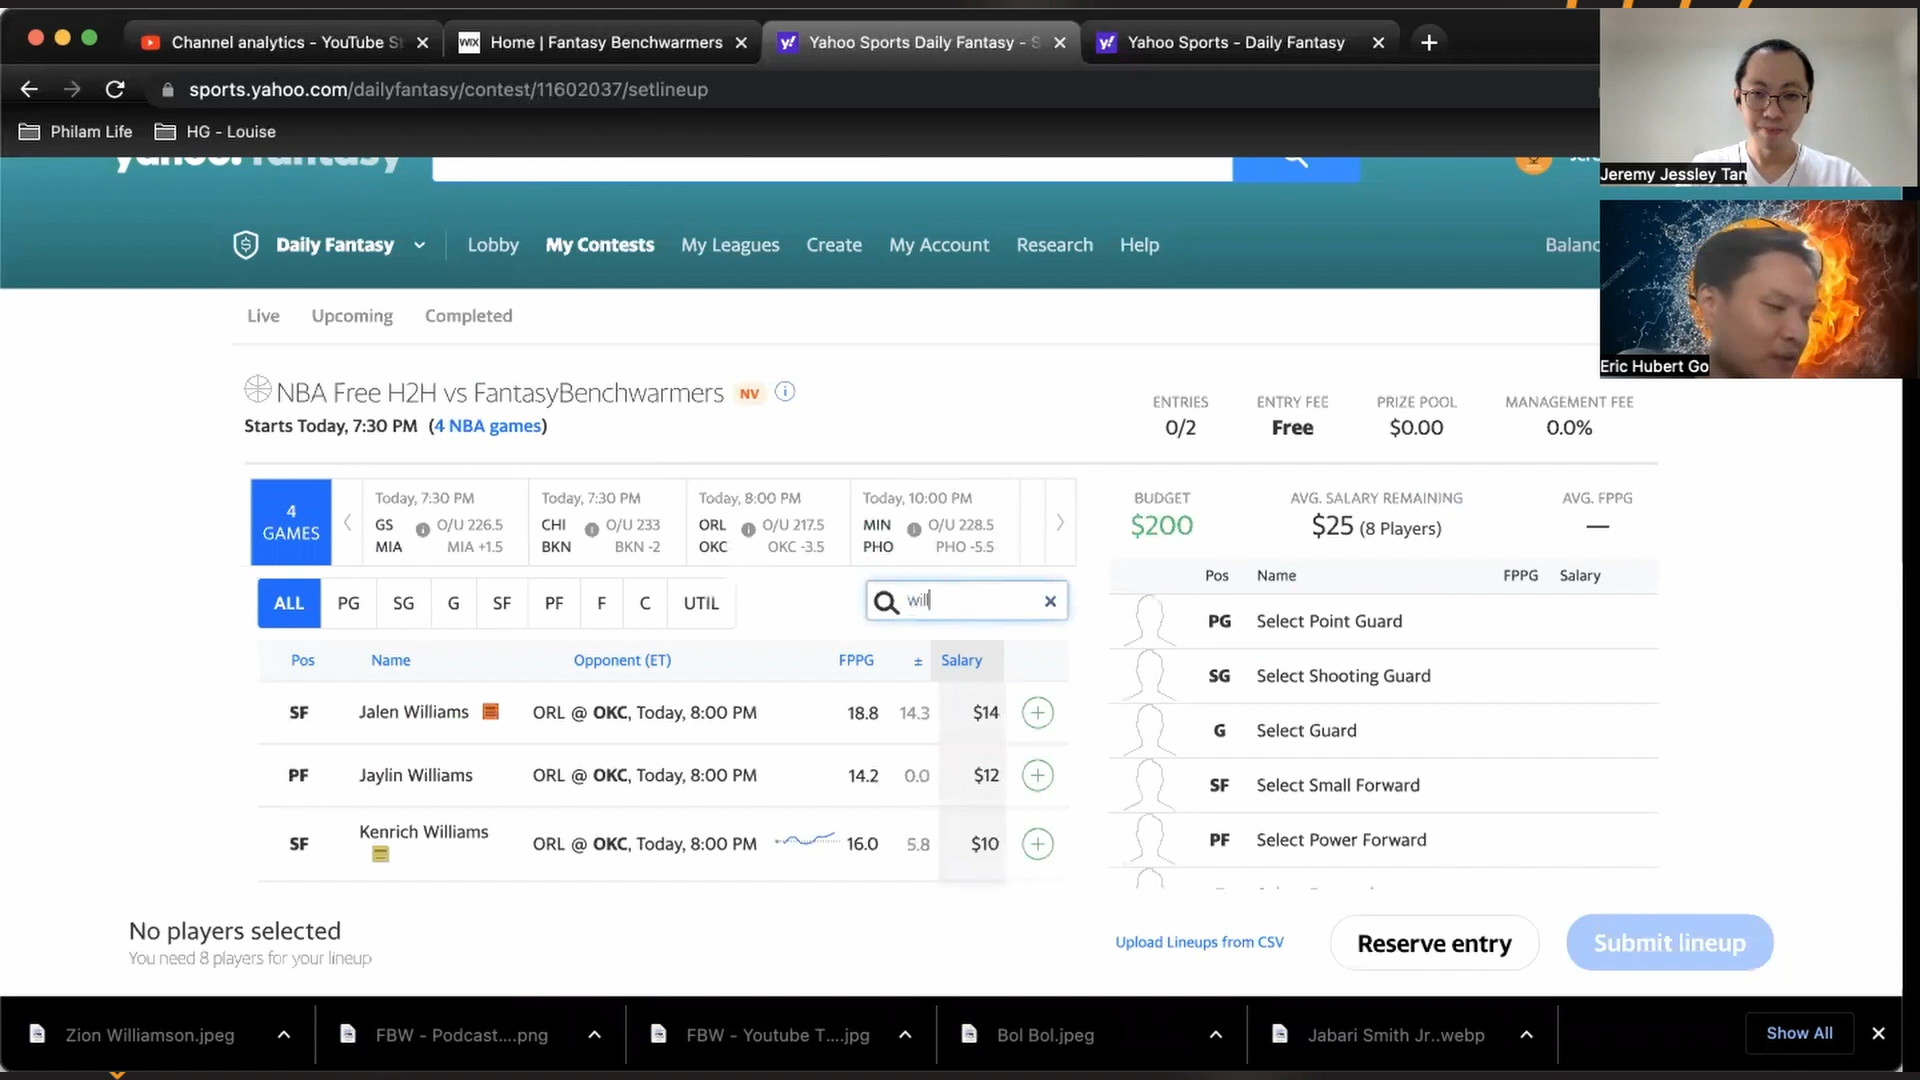 Channel analytics - YouTube S
Home | Fantasy Benchwarmers
Yahoo Sports Daily Fantasy - S
Yahoo Sports - Daily Fantasy
sports.yahoo.com/dailyfantasy/contest/11602037/setlineup
Philam Life
HG - Louise
yahoo! fantasy
Jeremy Jessley Tan
Daily Fantasy
Lobby
My Contests
My Leagues
Create
My Account
Research
Help
Balanc
Eric Hubert Go
Live
Upcoming
Completed
NBA Free H2H vs FantasyBenchwarmers NV
Starts Today, 7:30 PM (4 NBA games)
ENTRIES
0/2
ENTRY FEE
Free
PRIZE POOL
$0.00
MANAGEMENT FEE
0.0%
4 GAMES
Today, 7:30 PM
GS O/U 226.5
MIA MIA +1.5
Today, 7:30 PM
CHI O/U 233
BKN BKN -2
Today, 8:00 PM
ORL O/U 217.5
OKC OKC -3.5
Today, 10:00 PM
MIN O/U 228.5
PHO PHO -5.5
BUDGET
$200
AVG. SALARY REMAINING
$25 (8 Players)
AVG. FPPG
—
ALL PG SG G SF PF F C UTIL
will
Pos Name Opponent (ET) FPPG ± Salary
SF Jalen Williams ORL @ OKC, Today, 8:00 PM 18.8 14.3 $14
PF Jaylin Williams ORL @ OKC, Today, 8:00 PM 14.2 0.0 $12
SF Kenrich Williams ORL @ OKC, Today, 8:00 PM 16.0 5.8 $10
Pos Name FPPG Salary
PG Select Point Guard
SG Select Shooting Guard
G Select Guard
SF Select Small Forward
PF Select Power Forward
No players selected
You need 8 players for your lineup
Upload Lineups from CSV
Reserve entry
Submit lineup
Zion Williamson.jpeg
FBW - Podcast....png
FBW - Youtube T....jpg
Bol Bol.jpeg
Jabari Smith Jr..webp
Show All